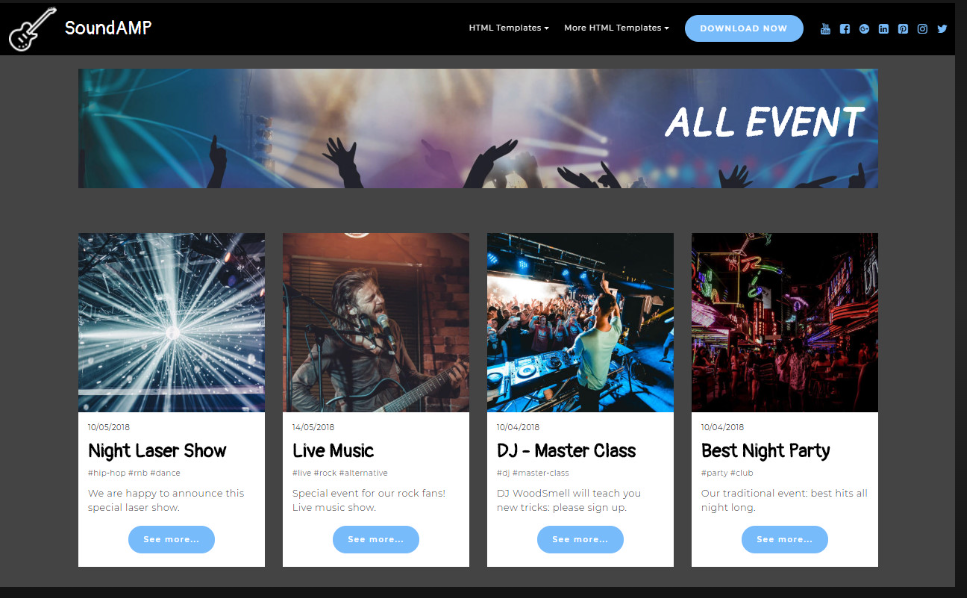 SoundAMP
HTML Templates
More HTML Templates
DOWNLOAD NOW
ALL EVENT
10/05/2018
Night Laser Show
#hip-hop #rnb #dance
We are happy to announce this
special laser show.
See more...
14/05/2018
Live Music
#live #rock #alternative
Special event for our rock fans!
Live music show.
See more...
10/04/2018
DJ - Master Class
#dj #master-class
DJ WoodSmell will teach you
new tricks: please sign up.
See more...
10/04/2018
Best Night Party
#party #club
Our traditional event: best hits all
night long.
See more...